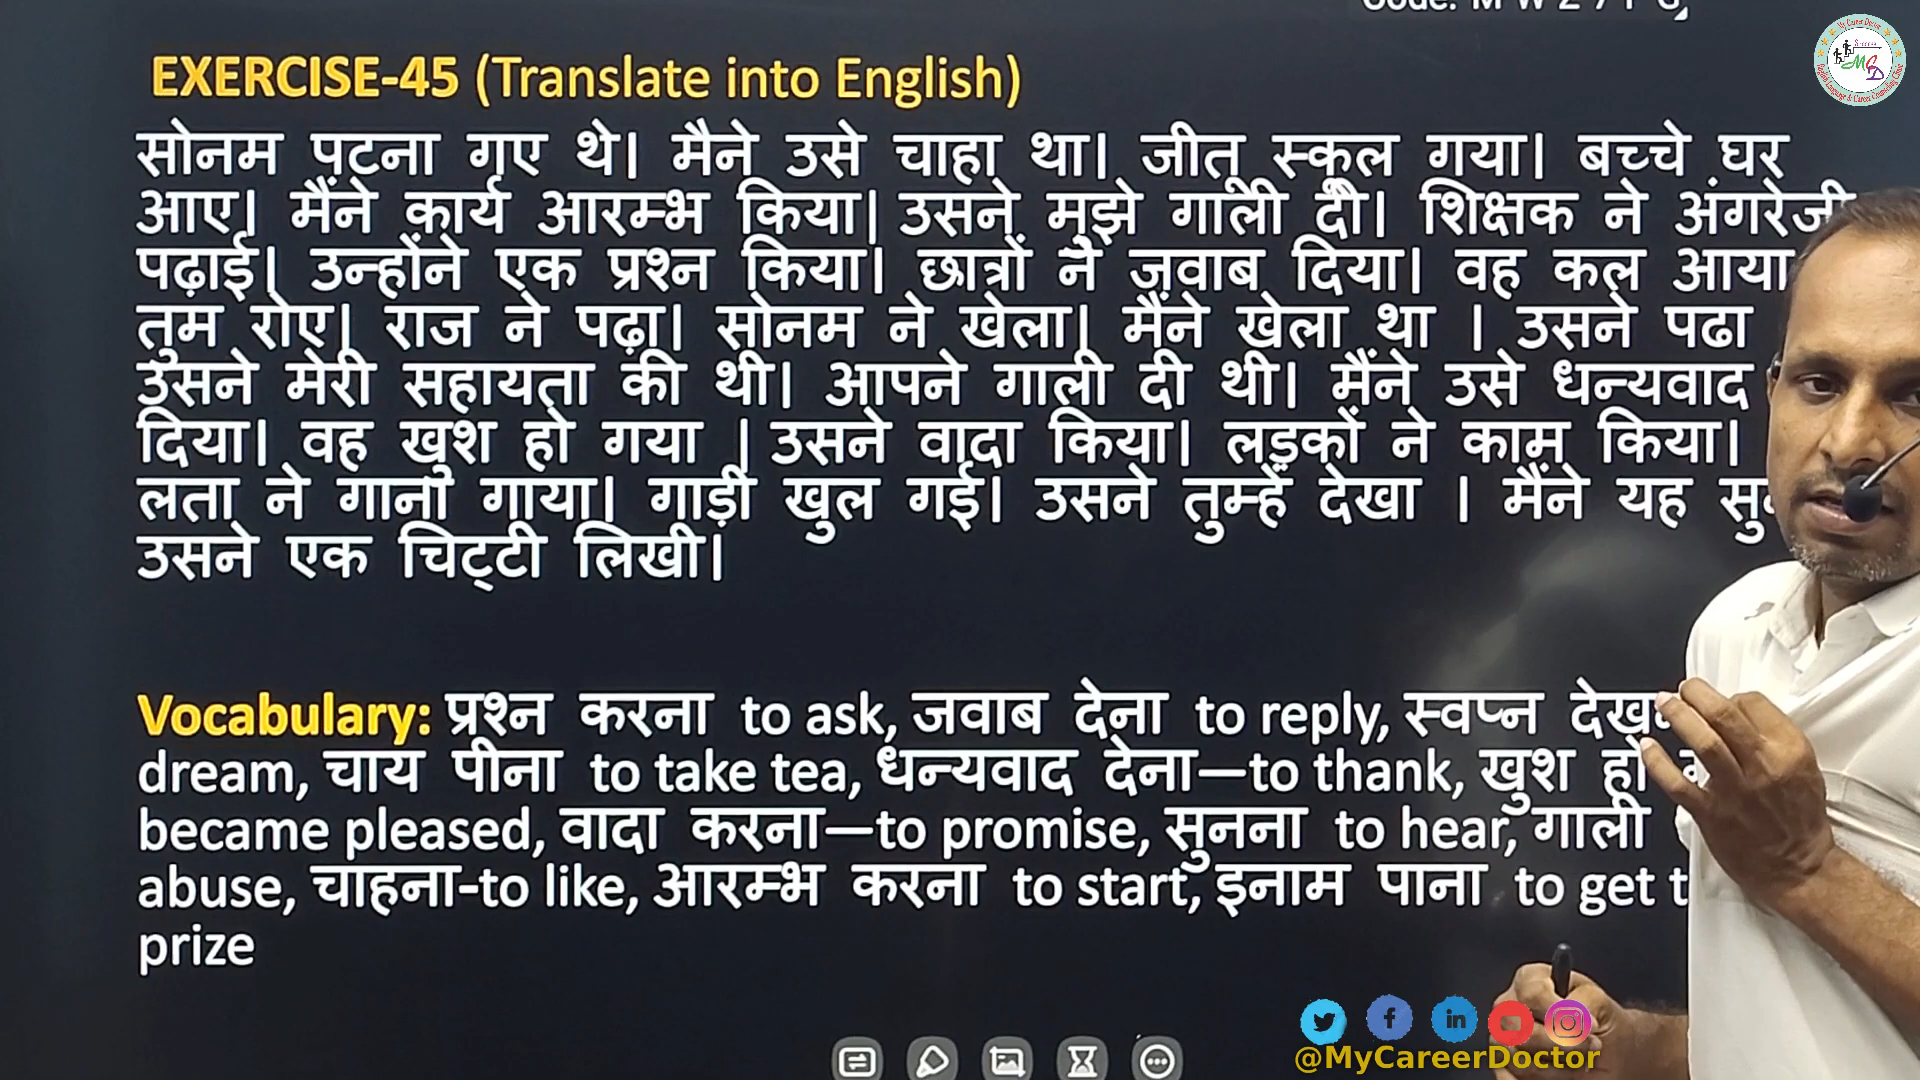 EXERCISE-45 (Translate into English)
सोनम पटना गए थे। मैने उसे चाहा था। जीतू स्कूल गया। बच्चे घर
आए। मैंने कार्य आरम्भ किया| उसने मुझे गाली दी। शिक्षक ने अंगरेजी
पढ़ाई| उन्होंने एक प्रश्न किया। छात्रों ने जवाब दिया। वह कल आया
तुम रोए| राज ने पढ़ा| सोनम ने खेला| मैंने खेला था । उसने पढा
उसने मेरी सहायता की थी। आपने गाली दी थी। मैंने उसे धन्यवाद
दिया। वह खुश हो गया | उसने वादा किया। लड़कों ने काम किया।
लता ने गाना गाया| गाड़ी खुल गई। उसने तुम्हें देखा । मैंने यह
उसने एक चिट्टी लिखी|
Vocabulary: प्रश्न करना to ask, जवाब देना to reply, स्वप्न
dream, चाय पीना to take tea, धन्यवाद देना—to thank, खुश हो
became pleased, वादा करना—to promise, सुनना to hear, गाली
abuse, चाहना-to like, आरम्भ करना to start, इनाम पाना to get
prize
@MyCareerDoctor